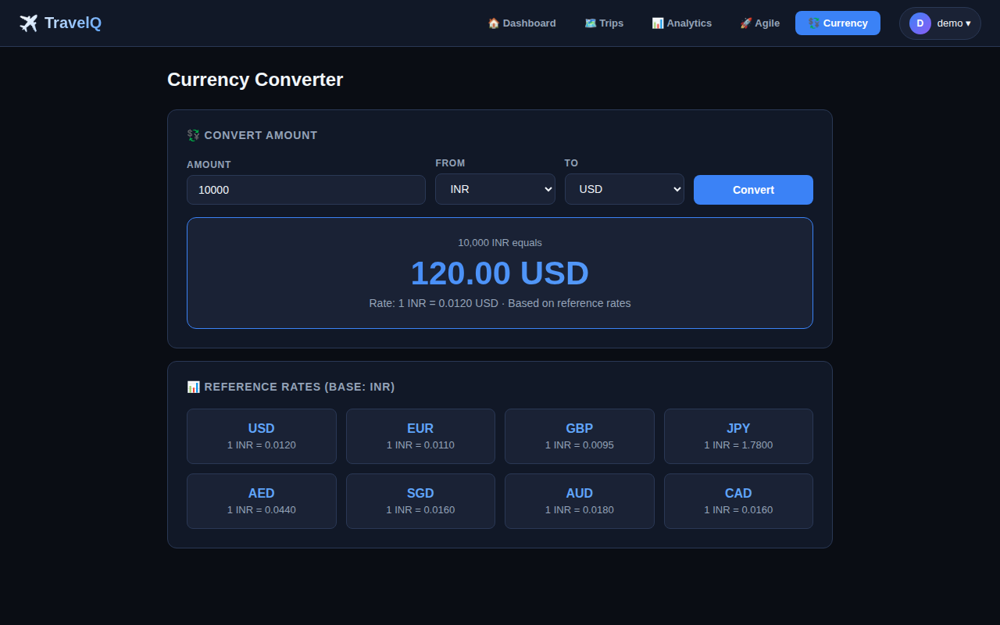 ✈️ TravelQ
🏠 Dashboard 🗺️ Trips 📊 Analytics 🚀 Agile 💱 Currency D demo ▾
Currency Converter
💱 CONVERT AMOUNT
AMOUNT FROM TO
10000 INR USD Convert
10,000 INR equals
120.00 USD
Rate: 1 INR = 0.0120 USD · Based on reference rates
📊 REFERENCE RATES (BASE: INR)
USD EUR GBP JPY
1 INR = 0.0120 1 INR = 0.0110 1 INR = 0.0095 1 INR = 1.7800
AED SGD AUD CAD
1 INR = 0.0440 1 INR = 0.0160 1 INR = 0.0180 1 INR = 0.0160